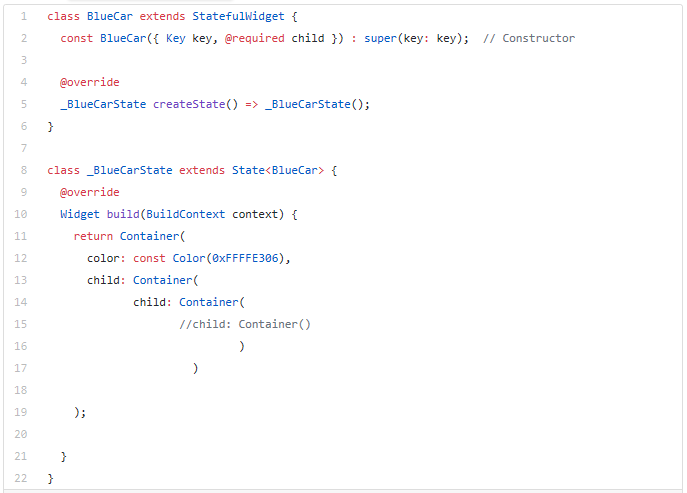 1 class BlueCar extends StatefulWidget {
2   const BlueCar({ Key key, @required child }) : super(key: key);  // Constructor
3
4   @override
5   _BlueCarState createState() => _BlueCarState();
6 }
7
8 class _BlueCarState extends State<BlueCar> {
9   @override
10   Widget build(BuildContext context) {
11     return Container(
12       color: const Color(0xFFFFE306),
13       child: Container(
14              child: Container(
15                     //child: Container()
16                              )
17                       )
18
19     );
20
21   }
22 }